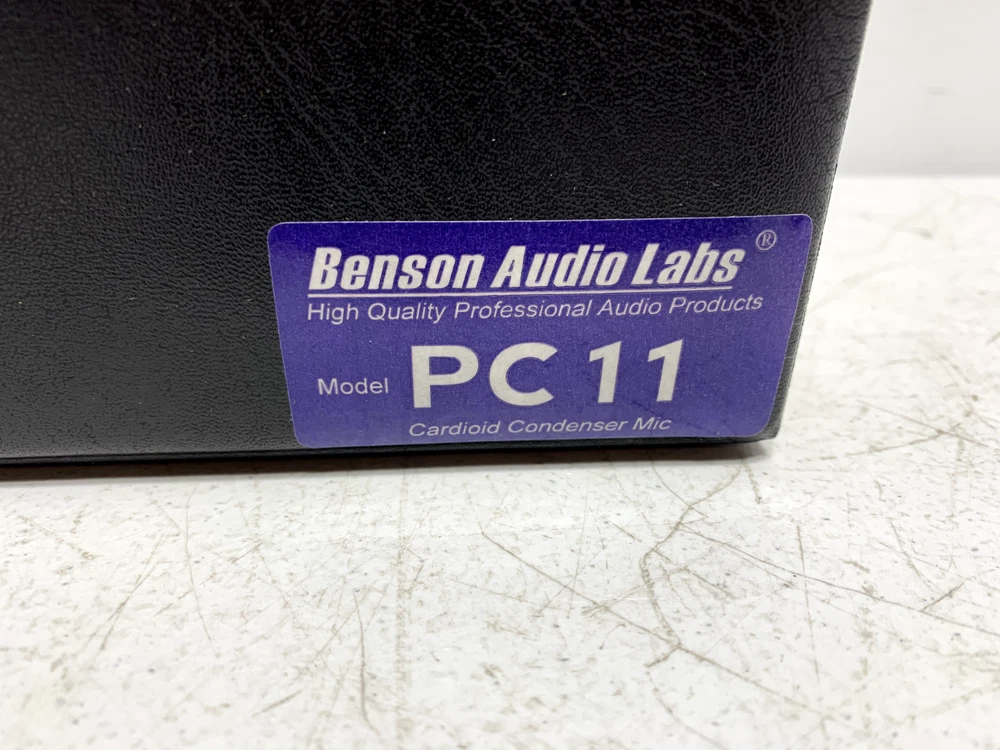 Benson Audio Labs ®
High Quality Professional Audio Products
Model PC 11
Cardioid Condenser Mic